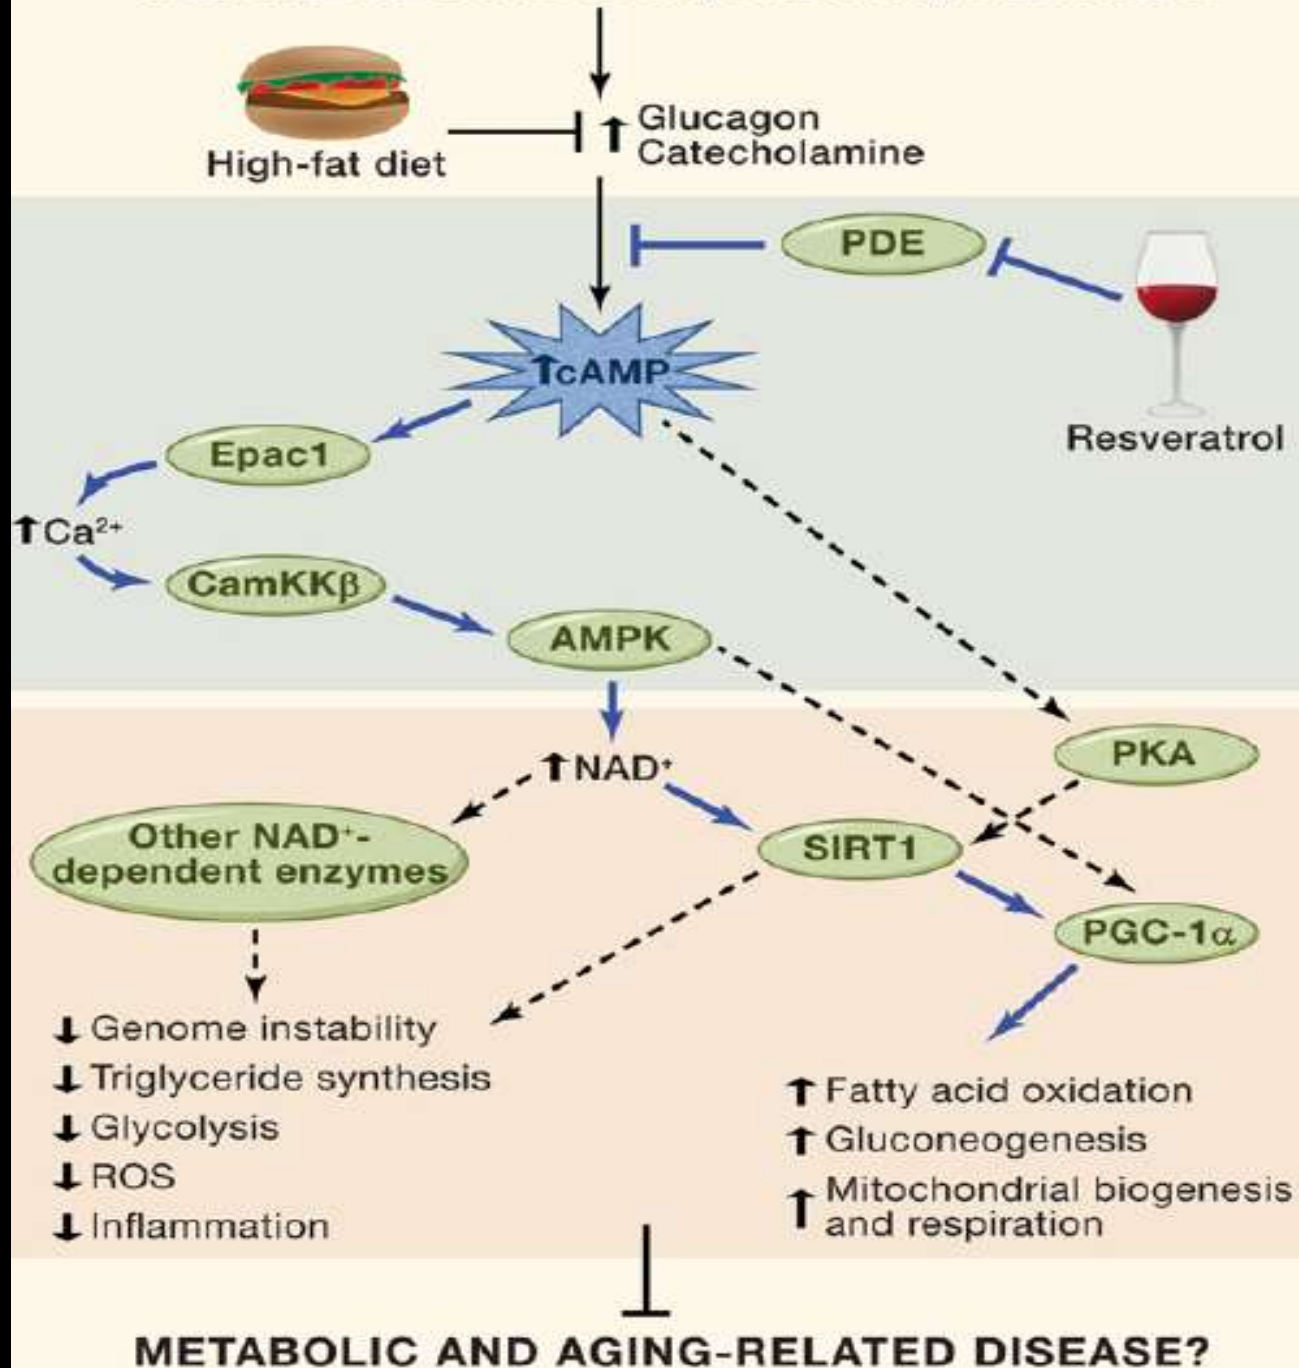 ↑ Glucagon
Catecholamine
High-fat diet
PDE
↑cAMP
Resveratrol
Epac1
↑Ca²⁺
CamKKβ
AMPK
PKA
↑NAD⁺
Other NAD⁺-
dependent enzymes
SIRT1
PGC-1α
↓ Genome instability
↓ Triglyceride synthesis
↓ Glycolysis
↓ ROS
↓ Inflammation
↑ Fatty acid oxidation
↑ Gluconeogenesis
↑ Mitochondrial biogenesis
and respiration
METABOLIC AND AGING-RELATED DISEASE?